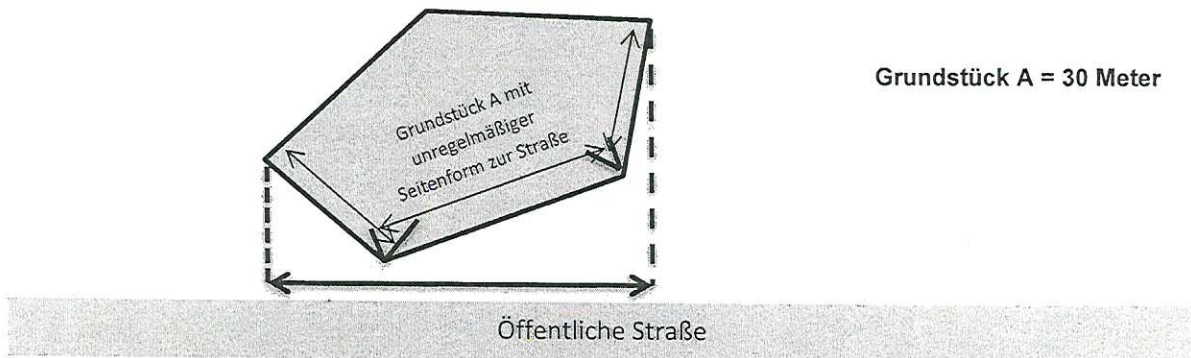 Grundstück A mit
unregelmäßiger
Seitenform zur Straße
Grundstück A = 30 Meter
Öffentliche Straße